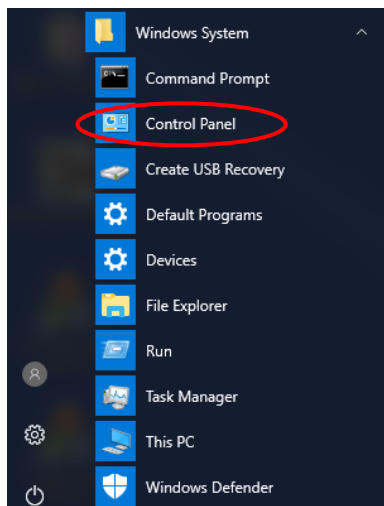 Windows System
Command Prompt
Control Panel
Create USB Recovery
Default Programs
Devices
File Explorer
Run
Task Manager
This PC
Windows Defender